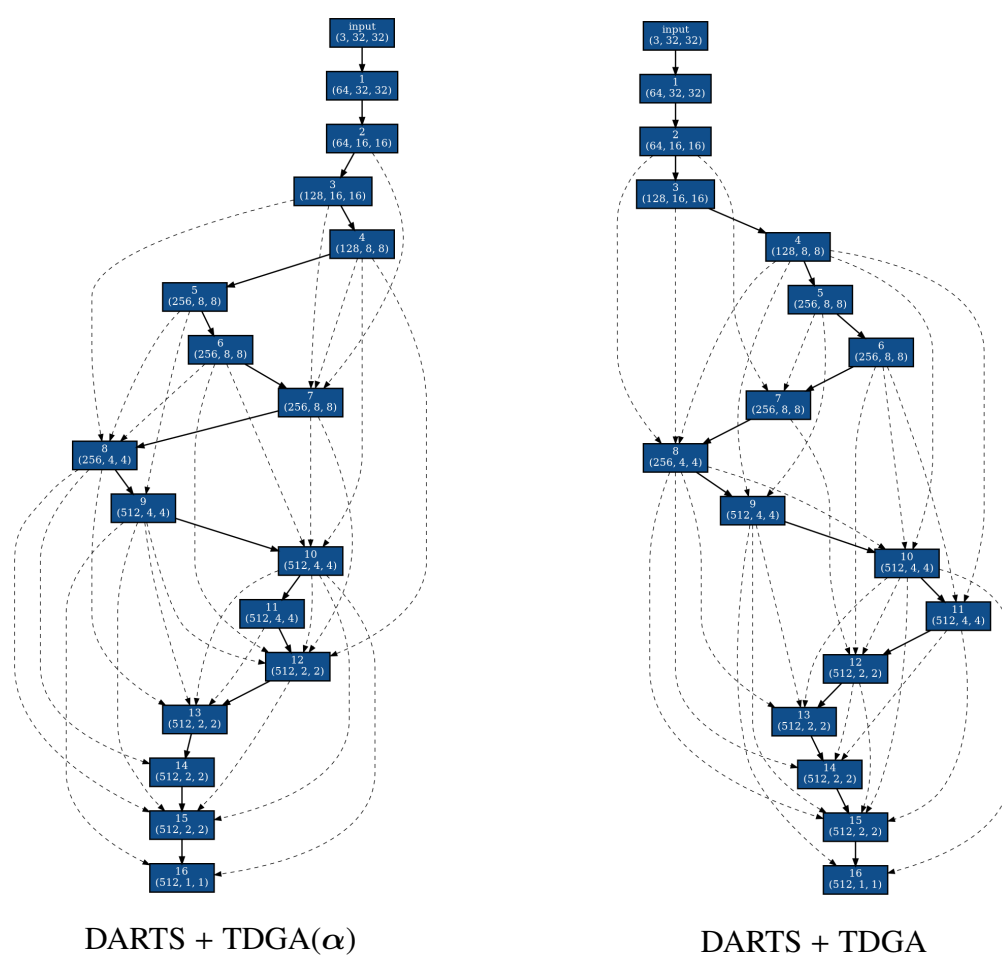 input
(3, 32, 32)
1
(64, 32, 32)
2
(64, 16, 16)
3
(128, 16, 16)
4
(128, 8, 8)
5
(256, 8, 8)
6
(256, 8, 8)
7
(256, 8, 8)
8
(256, 4, 4)
9
(512, 4, 4)
10
(512, 4, 4)
11
(512, 4, 4)
12
(512, 2, 2)
13
(512, 2, 2)
14
(512, 2, 2)
15
(512, 2, 2)
16
(512, 1, 1)
DARTS + TDGA(α)
input
(3, 32, 32)
1
(64, 32, 32)
2
(64, 16, 16)
3
(128, 16, 16)
4
(128, 8, 8)
5
(256, 8, 8)
6
(256, 8, 8)
7
(256, 8, 8)
8
(256, 4, 4)
9
(512, 4, 4)
10
(512, 4, 4)
11
(512, 4, 4)
12
(512, 2, 2)
13
(512, 2, 2)
14
(512, 2, 2)
15
(512, 2, 2)
16
(512, 1, 1)
DARTS + TDGA